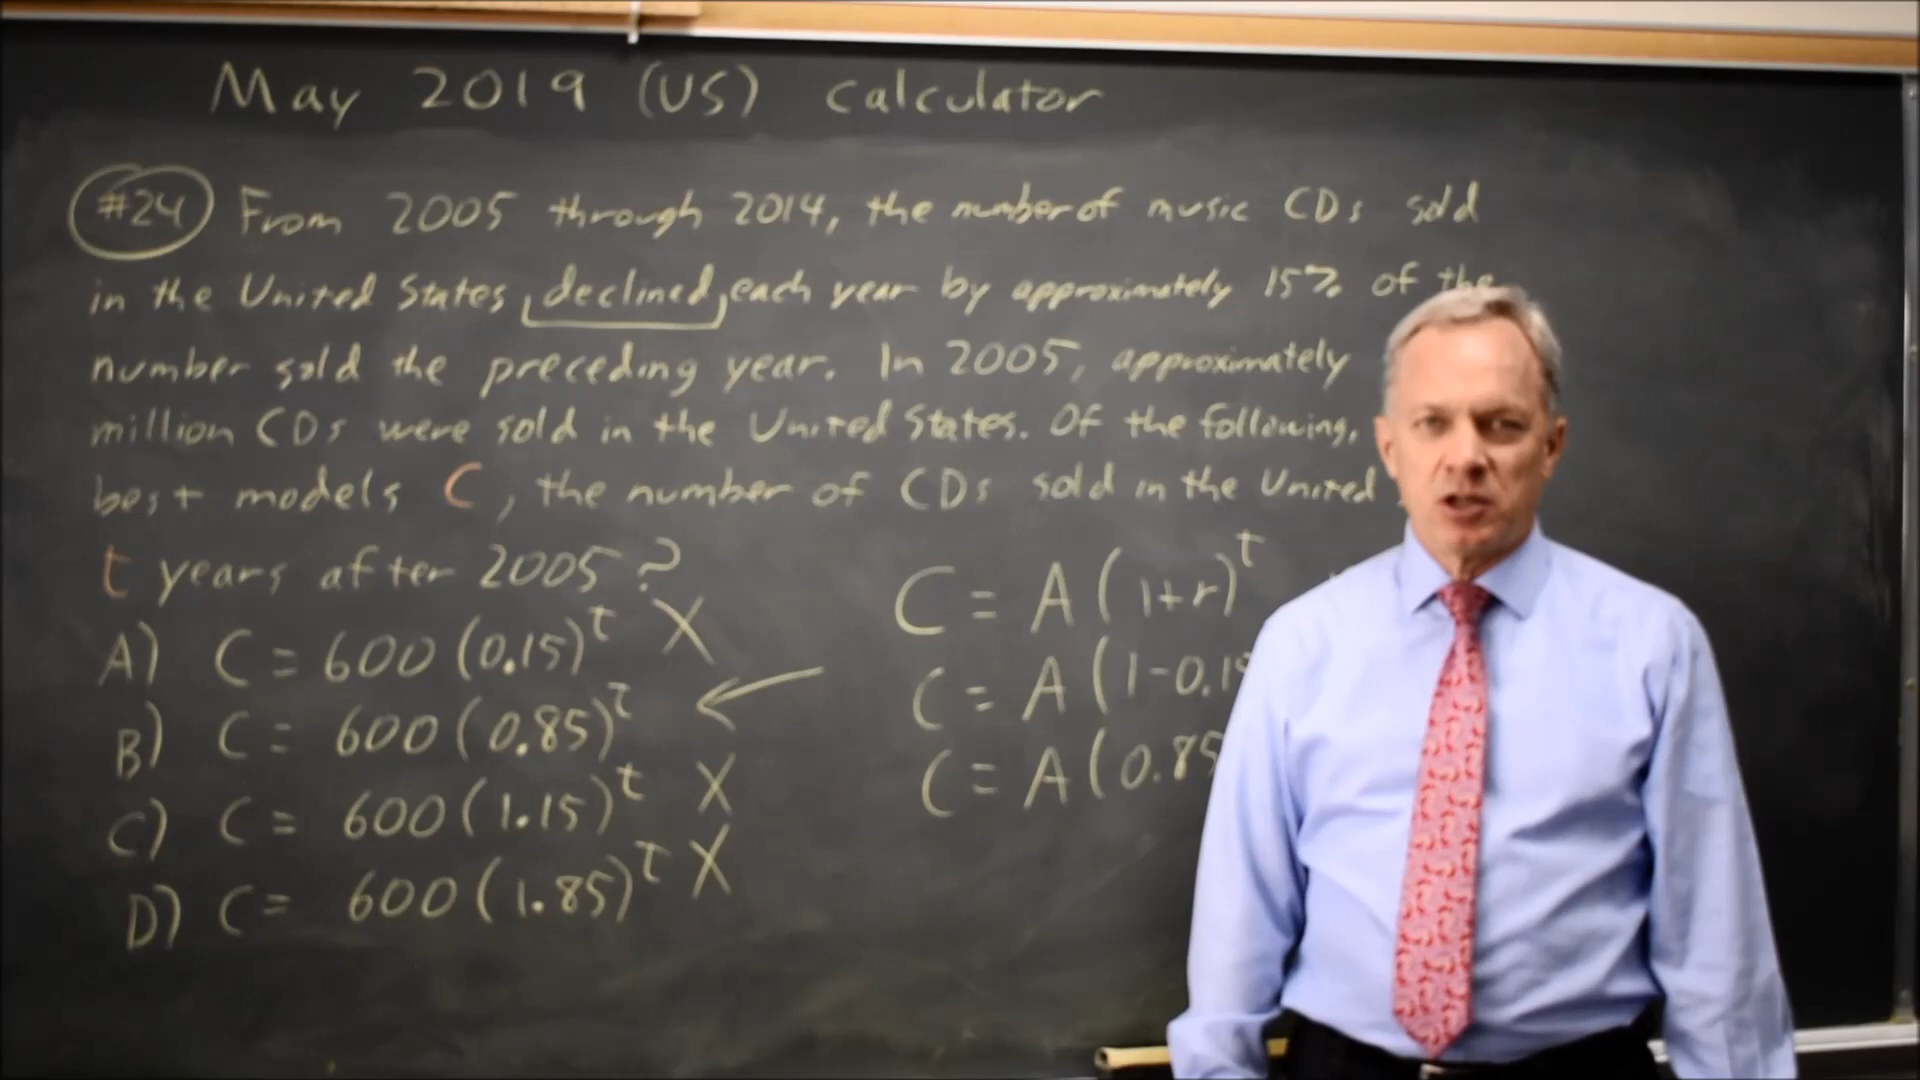 May 2019 (US) Calculator
#24 From 2005 through 2014, the number of music CDs sold
in the United States declined each year by approximately 15% of the
number sold the preceding year. In 2005, approximately
million CDs were sold in the United States. Of the following,
best models C, the number of CDs sold in the United
t years after 2005?
A) C = 600(0.15)^t X
B) C = 600(0.85)^t ←
C) C = 600(1.15)^t X
D) C = 600(1.85)^t X
C = A(1+r)^t
C = A(1-0.1
C = A(0.85